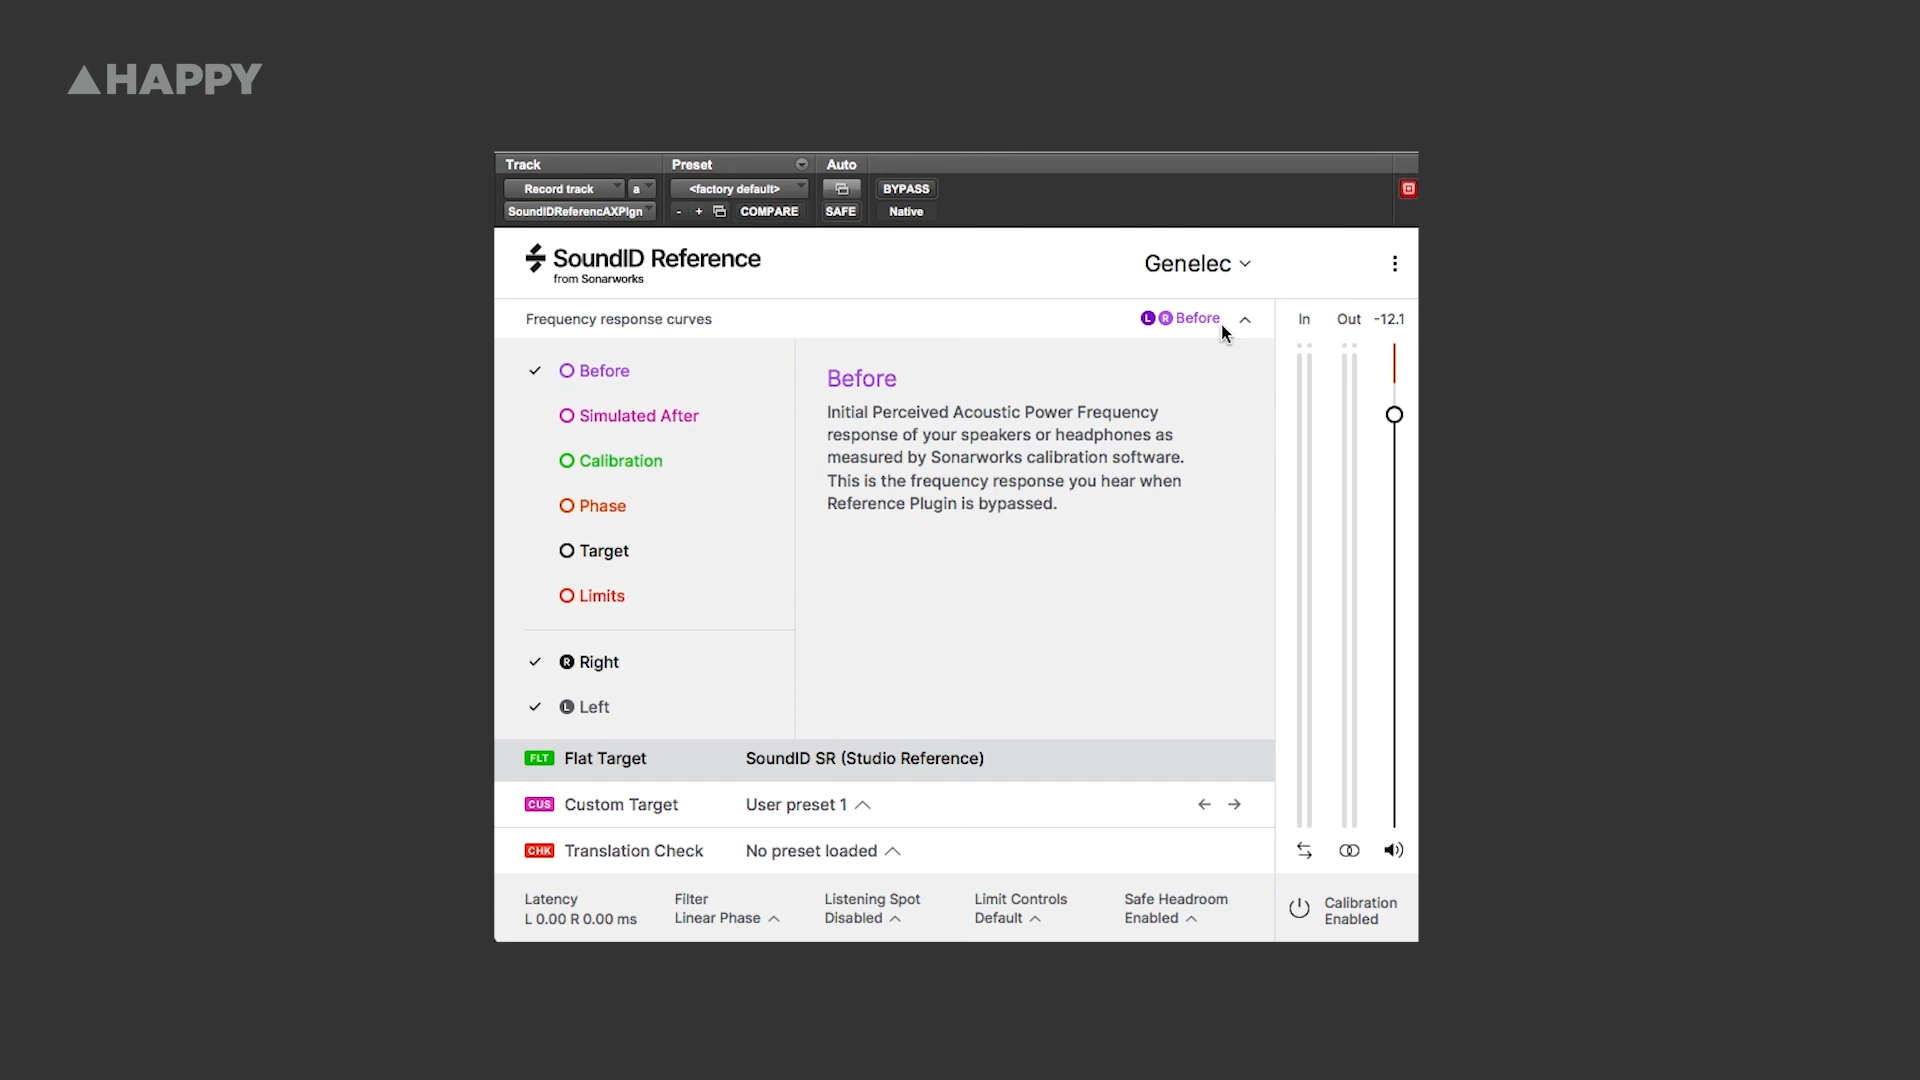 HAPPY
Track
Preset
Auto
Record track
a
<factory default>
BYPASS
SoundIDReferencAXPlgn
- +
COMPARE
SAFE
Native
SoundID Reference
from Sonarworks
Genelec
Frequency response curves
L R Before
In Out -12.1
Before
Simulated After
Calibration
Phase
Target
Limits
R Right
L Left
Before
Initial Perceived Acoustic Power Frequency
response of your speakers or headphones as
measured by Sonarworks calibration software.
This is the frequency response you hear when
Reference Plugin is bypassed.
FLT Flat Target SoundID SR (Studio Reference)
CUS Custom Target User preset 1
CHK Translation Check No preset loaded
Latency
L 0.00 R 0.00 ms
Filter
Linear Phase
Listening Spot
Disabled
Limit Controls
Default
Safe Headroom
Enabled
Calibration
Enabled